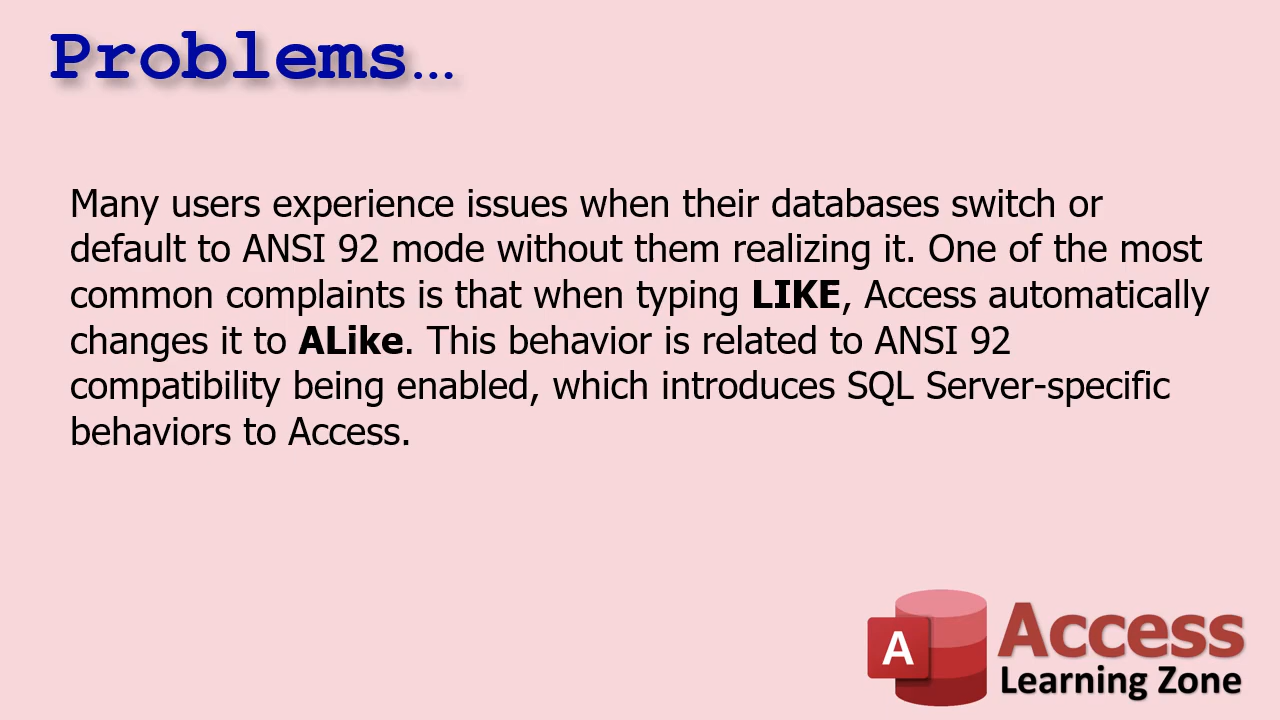 Problems…
Many users experience issues when their databases switch or
default to ANSI 92 mode without them realizing it. One of the most
common complaints is that when typing LIKE, Access automatically
changes it to ALike. This behavior is related to ANSI 92
compatibility being enabled, which introduces SQL Server-specific
behaviors to Access.
A
Access
Learning Zone